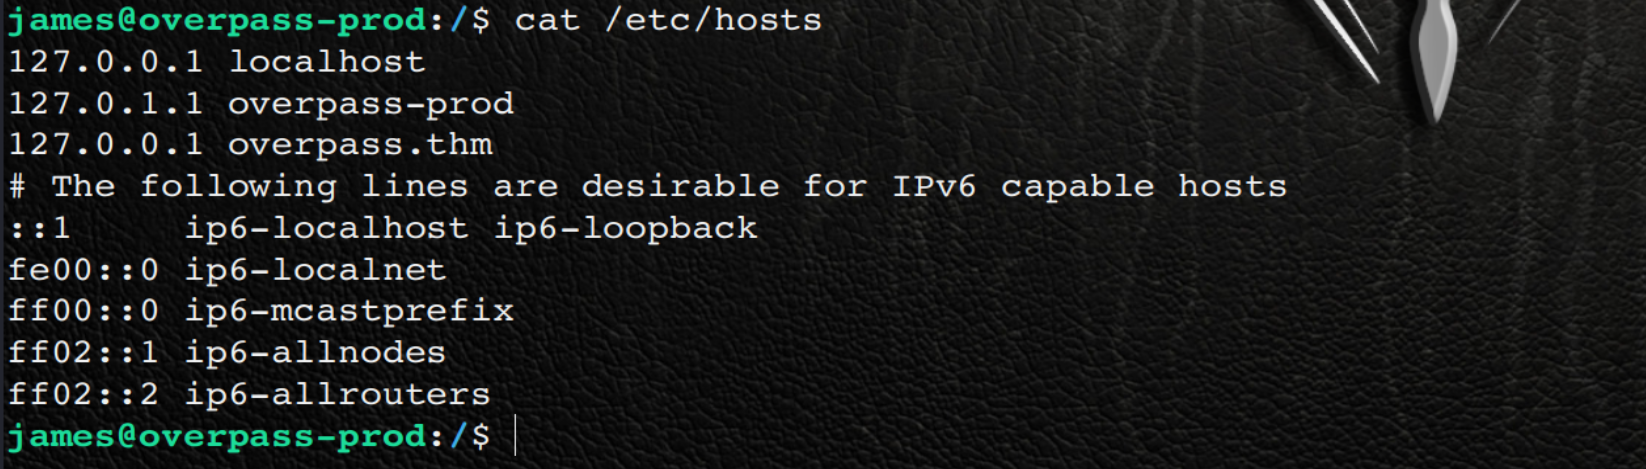 james@overpass-prod:/$ cat /etc/hosts
127.0.0.1 localhost
127.0.1.1 overpass-prod
127.0.0.1 overpass.thm
# The following lines are desirable for IPv6 capable hosts
::1     ip6-localhost ip6-loopback
fe00::0 ip6-localnet
ff00::0 ip6-mcastprefix
ff02::1 ip6-allnodes
ff02::2 ip6-allrouters
james@overpass-prod:/$